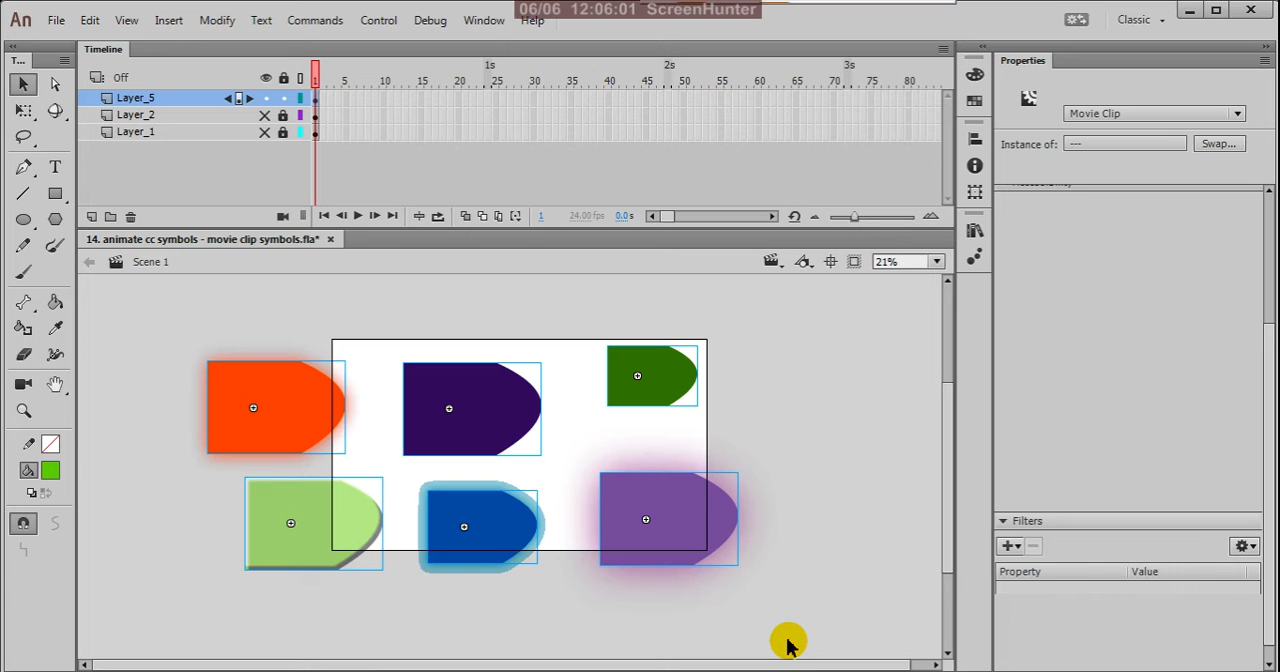 06/06 12:06:01 ScreenHunter
An File Edit View Insert Modify Text Commands Control Debug Window Help Classic
T... Timeline Properties
Off 1s 2s 3s
1 5 10 15 20 25 30 35 40 45 50 55 60 65 70 75 80
Layer_5
Layer_2
Layer_1
Movie Clip
Instance of: --- Swap...
1 24.00 fps 0.0 s
14. animate cc symbols - movie clip symbols.fla*
Scene 1 21%
Filters
Property Value